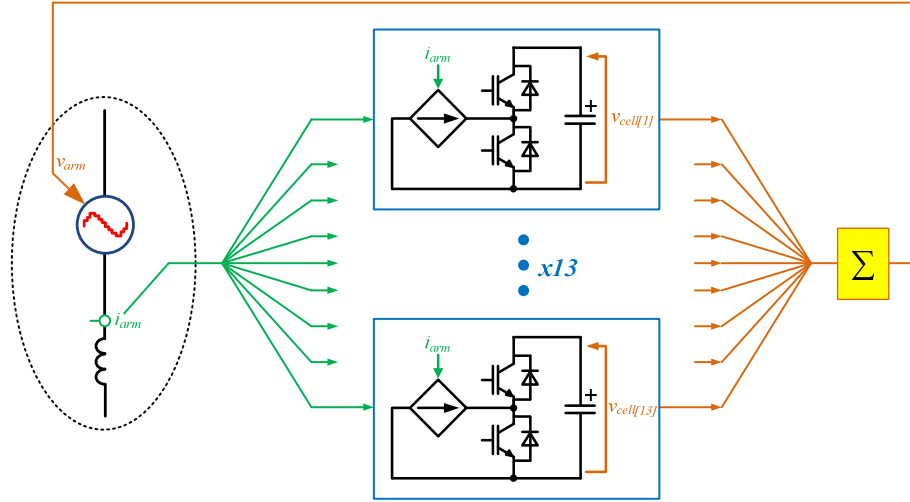 i_arm
+
v_cell[1]
v_arm
x13
Σ
i_arm
i_arm
+
v_cell[13]